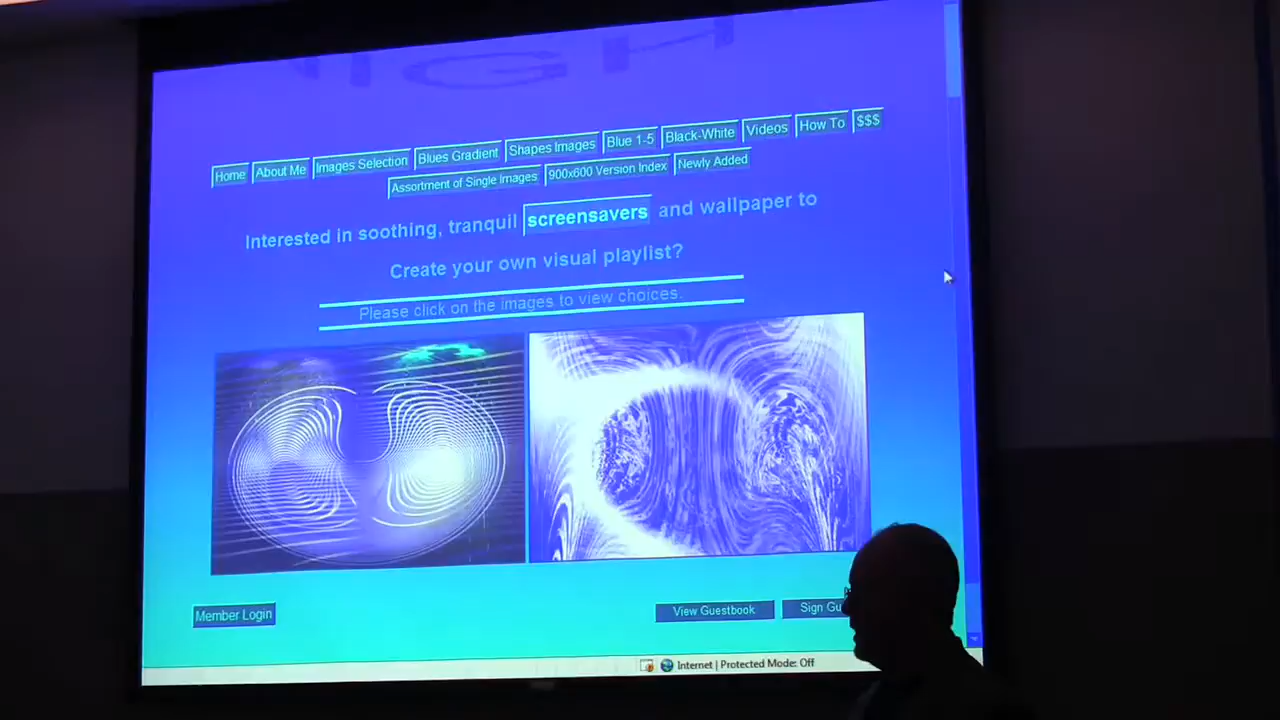 Home About Me Images Selection Blues Gradient Shapes Images Blue 1-5 Black-White Videos How To $$$
Assortment of Single Images 900x600 Version Index Newly Added
Interested in soothing, tranquil screensavers and wallpaper to
Create your own visual playlist?
Please click on the images to view choices.
Member Login View Guestbook Sign
Internet | Protected Mode: Off